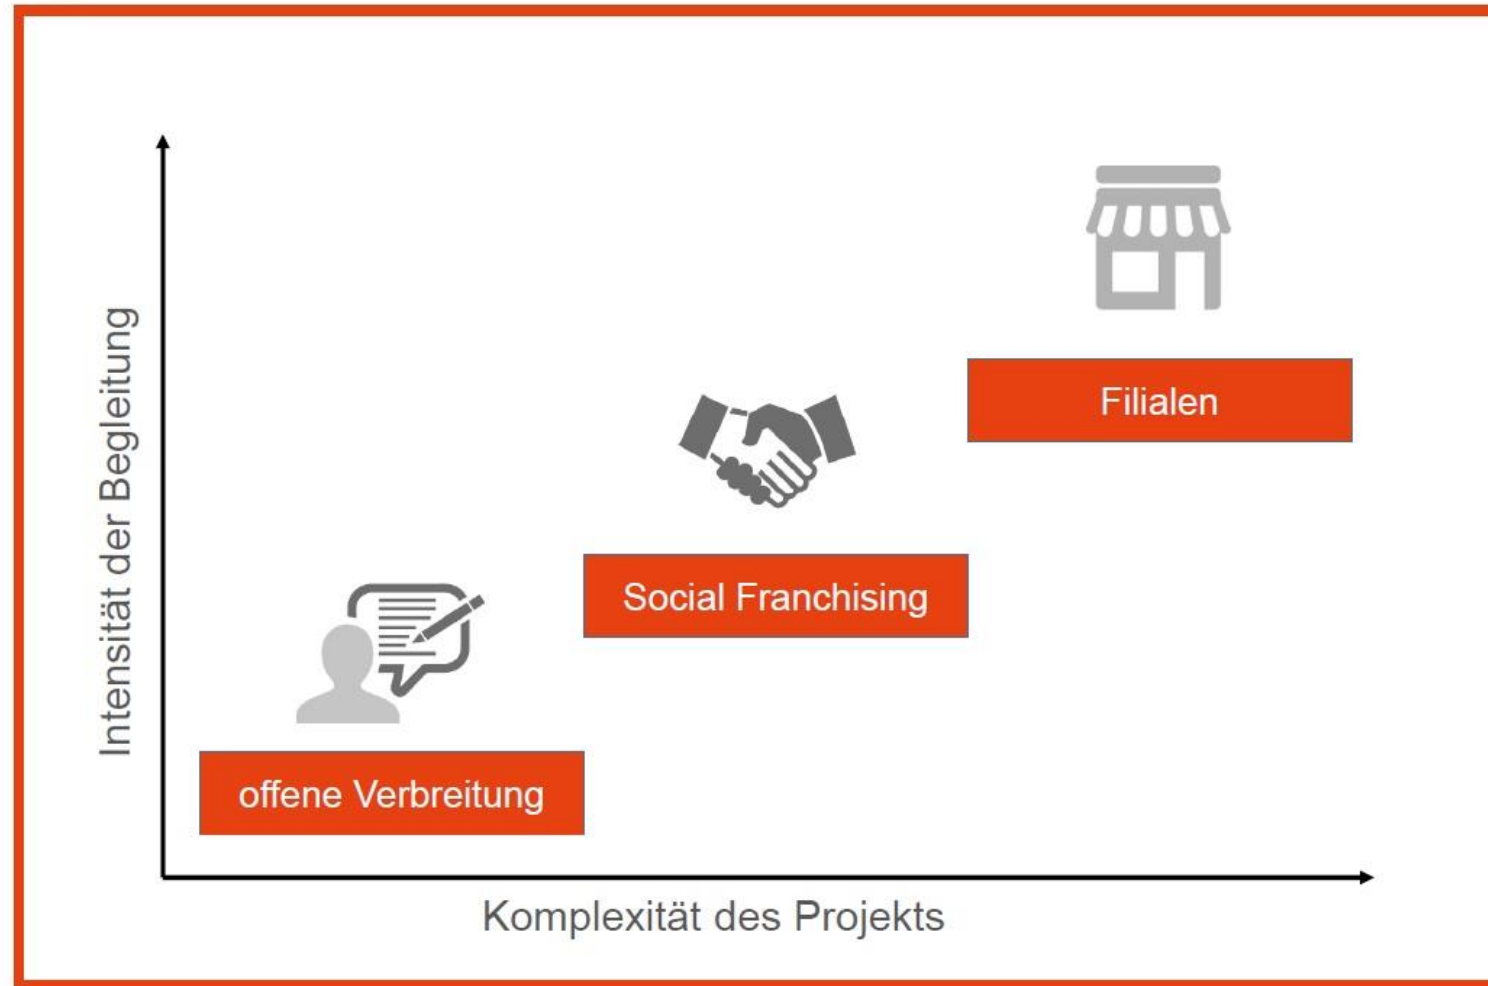 Filialen
Social Franchising
offene Verbreitung
Intensität der Begleitung
Komplexität des Projekts